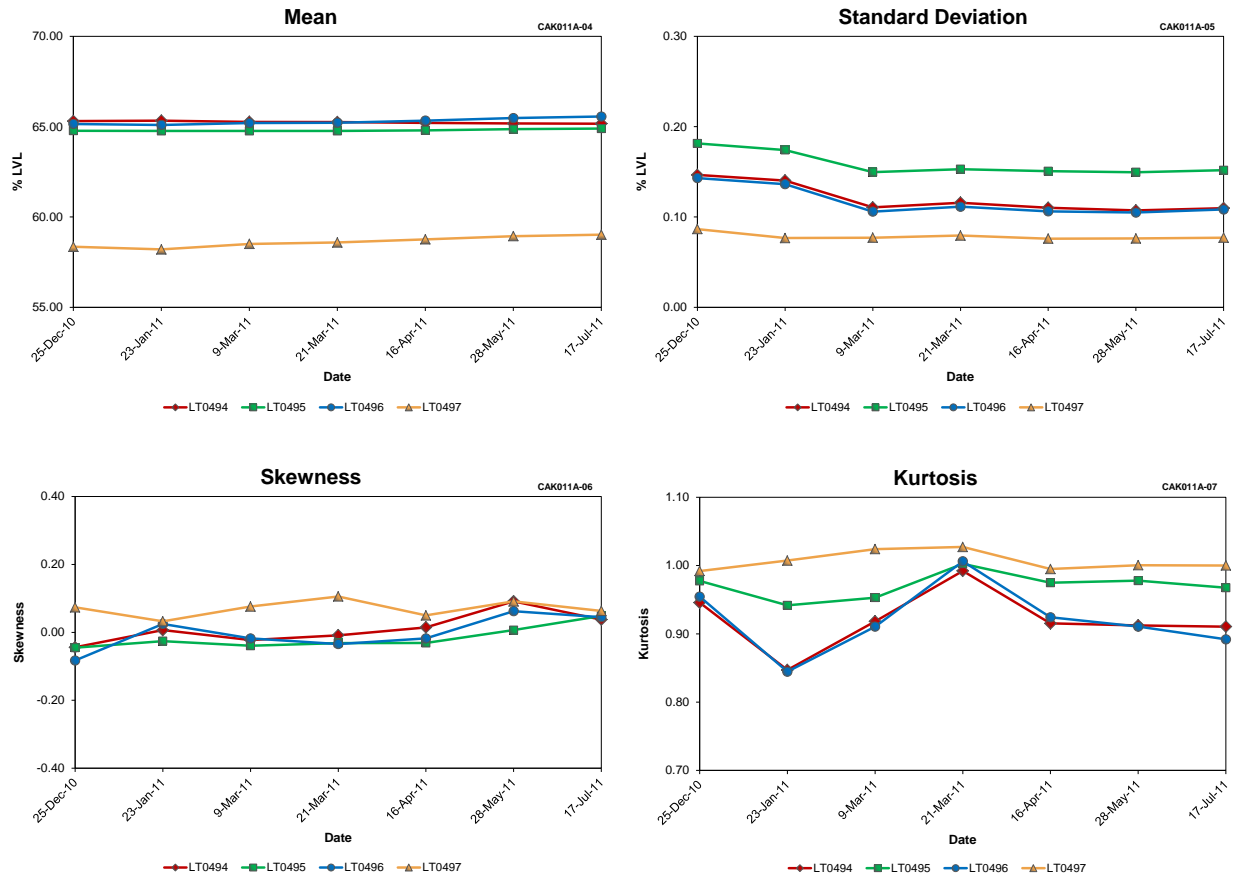 Mean
CAK011A-04
70.00
65.00
60.00
55.00
% LVL
25-Dec-10
23-Jan-11
9-Mar-11
21-Mar-11
16-Apr-11
28-May-11
17-Jul-11
Date
LT0494 LT0495 LT0496 LT0497
Standard Deviation
CAK011A-05
0.30
0.20
0.10
0.00
% LVL
25-Dec-10
23-Jan-11
9-Mar-11
21-Mar-11
16-Apr-11
28-May-11
17-Jul-11
Date
LT0494 LT0495 LT0496 LT0497
Skewness
CAK011A-06
0.40
0.20
0.00
-0.20
-0.40
Skewness
25-Dec-10
23-Jan-11
9-Mar-11
21-Mar-11
16-Apr-11
28-May-11
17-Jul-11
Date
LT0494 LT0495 LT0496 LT0497
Kurtosis
CAK011A-07
1.10
1.00
0.90
0.80
0.70
Kurtosis
25-Dec-10
23-Jan-11
9-Mar-11
21-Mar-11
16-Apr-11
28-May-11
17-Jul-11
Date
LT0494 LT0495 LT0496 LT0497